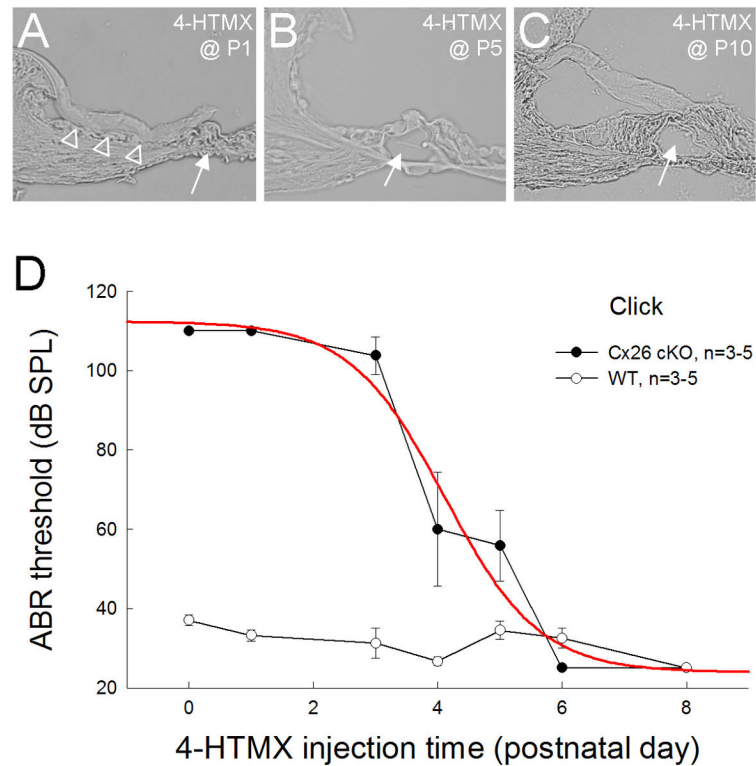 A
4-HTMX
@ P1
B
4-HTMX
@ P5
C
4-HTMX
@ P10
D
Click
Cx26 cKO, n=3-5
WT, n=3-5
ABR threshold (dB SPL)
120
100
80
60
40
20
0 2 4 6 8
4-HTMX injection time (postnatal day)